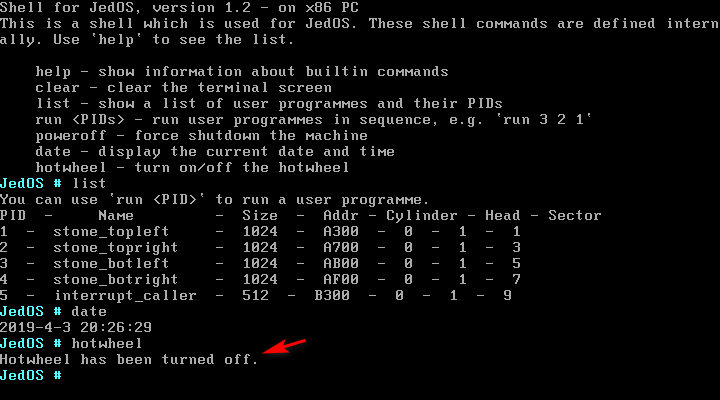 Shell for JedOS, version 1.2 - on x86 PC
This is a shell which is used for JedOS. These shell commands are defined intern
ally. Use `help` to see the list.
help - show information about builtin commands
clear - clear the terminal screen
list - show a list of user programmes and their PIDs
run <PIDs> - run user programmes in sequence, e.g. `run 3 2 1`
poweroff - force shutdown the machine
date - display the current date and time
hotwheel - turn on/off the hotwheel
JedOS # list
You can use `run <PID>` to run a user programme.
PID - Name - Size - Addr - Cylinder - Head - Sector
1 - stone_topleft - 1024 - A300 - 0 - 1 - 1
2 - stone_topright - 1024 - A700 - 0 - 1 - 3
3 - stone_botleft - 1024 - AB00 - 0 - 1 - 5
4 - stone_botright - 1024 - AF00 - 0 - 1 - 7
5 - interrupt_caller - 512 - B300 - 0 - 1 - 9
JedOS # date
2019-4-3 20:26:29
JedOS # hotwheel
Hotwheel has been turned off.
JedOS #